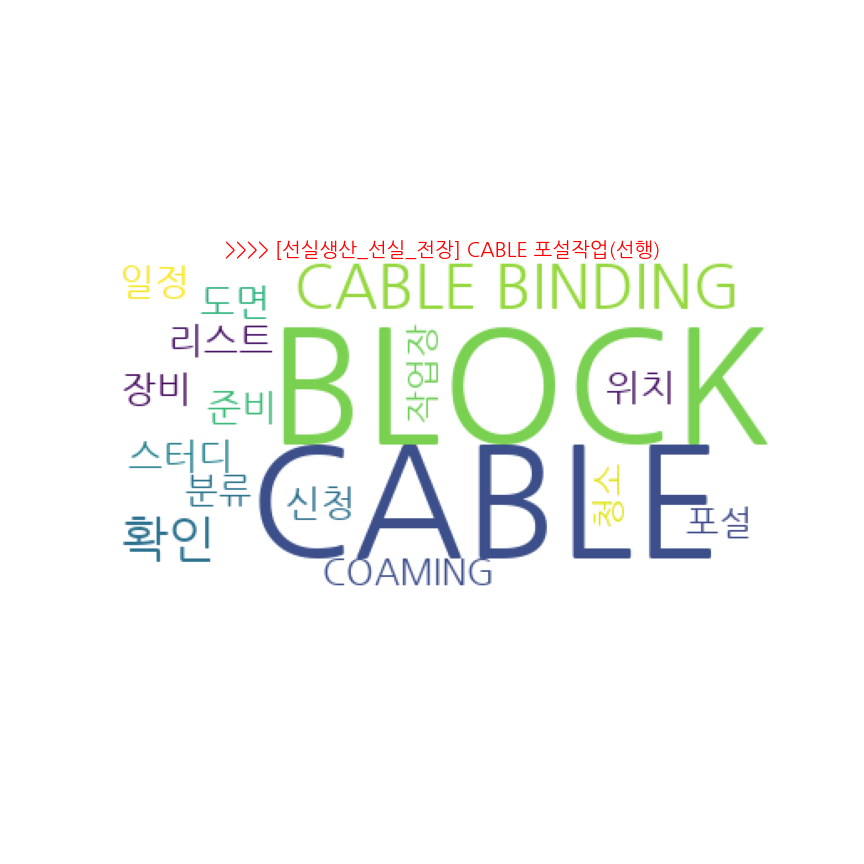 >>>> [선실생산_선실_전장] CABLE 포설작업(선행)
일정
도면
CABLE BINDING
리스트
BLOCK
작업장
위치
장비
준비
스터디
분류
신청
CABLE
청소
포설
확인
COAMING